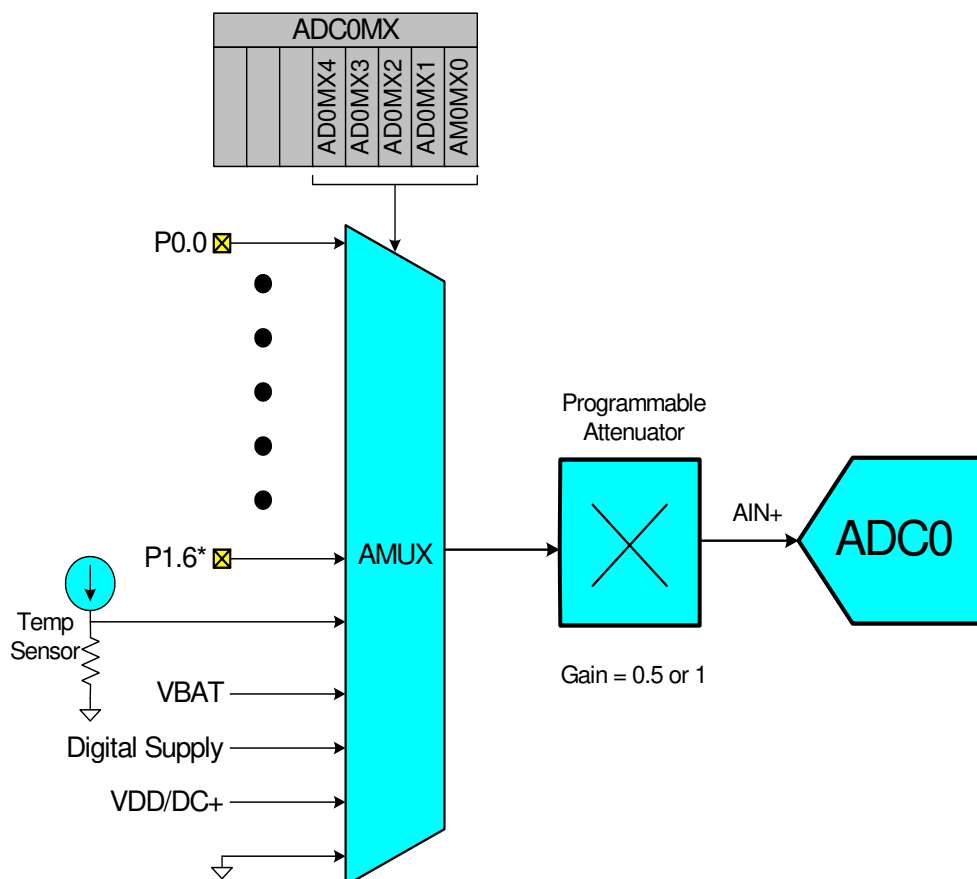 ADC0MX
AD0MX4
AD0MX3
AD0MX2
AD0MX1
AM0MX0
P0.0
Programmable
Attenuator
AIN+
ADC0
P1.6*
AMUX
Temp
Sensor
Gain = 0.5 or 1
VBAT
Digital Supply
VDD/DC+